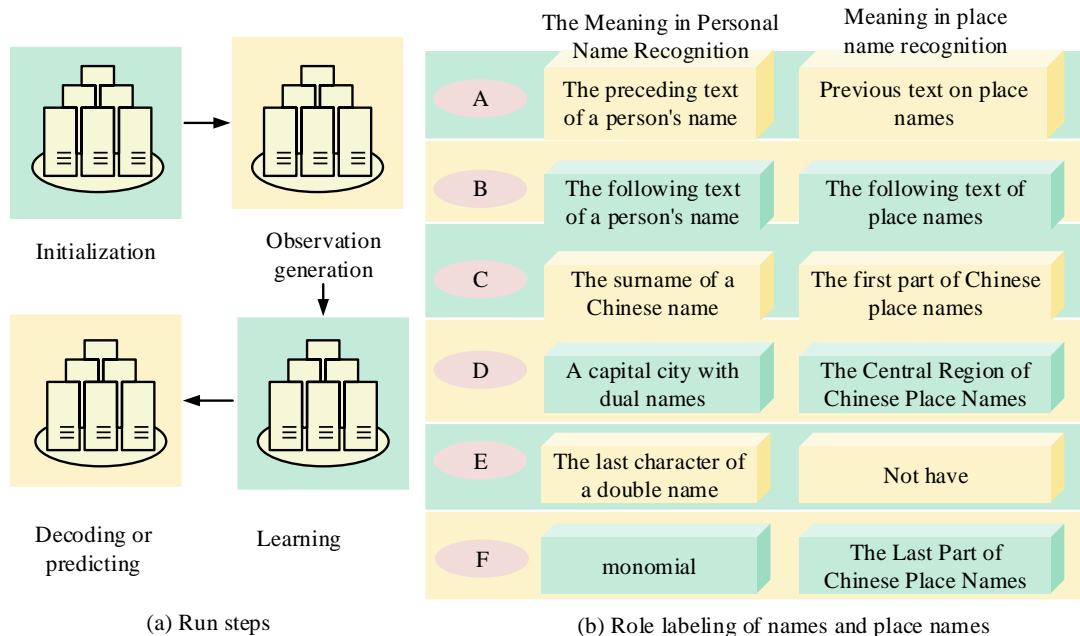 Initialization
Observation
generation
Decoding or
predicting
Learning
(a) Run steps
The Meaning in Personal
Name Recognition
Meaning in place
name recognition
A
The preceding text
of a person's name
Previous text on place
names
B
The following text
of a person's name
The following text of
place names
C
The surname of a
Chinese name
The first part of Chinese
place names
D
A capital city with
dual names
The Central Region of
Chinese Place Names
E
The last character of
a double name
Not have
F
monomial
The Last Part of
Chinese Place Names
(b) Role labeling of names and place names